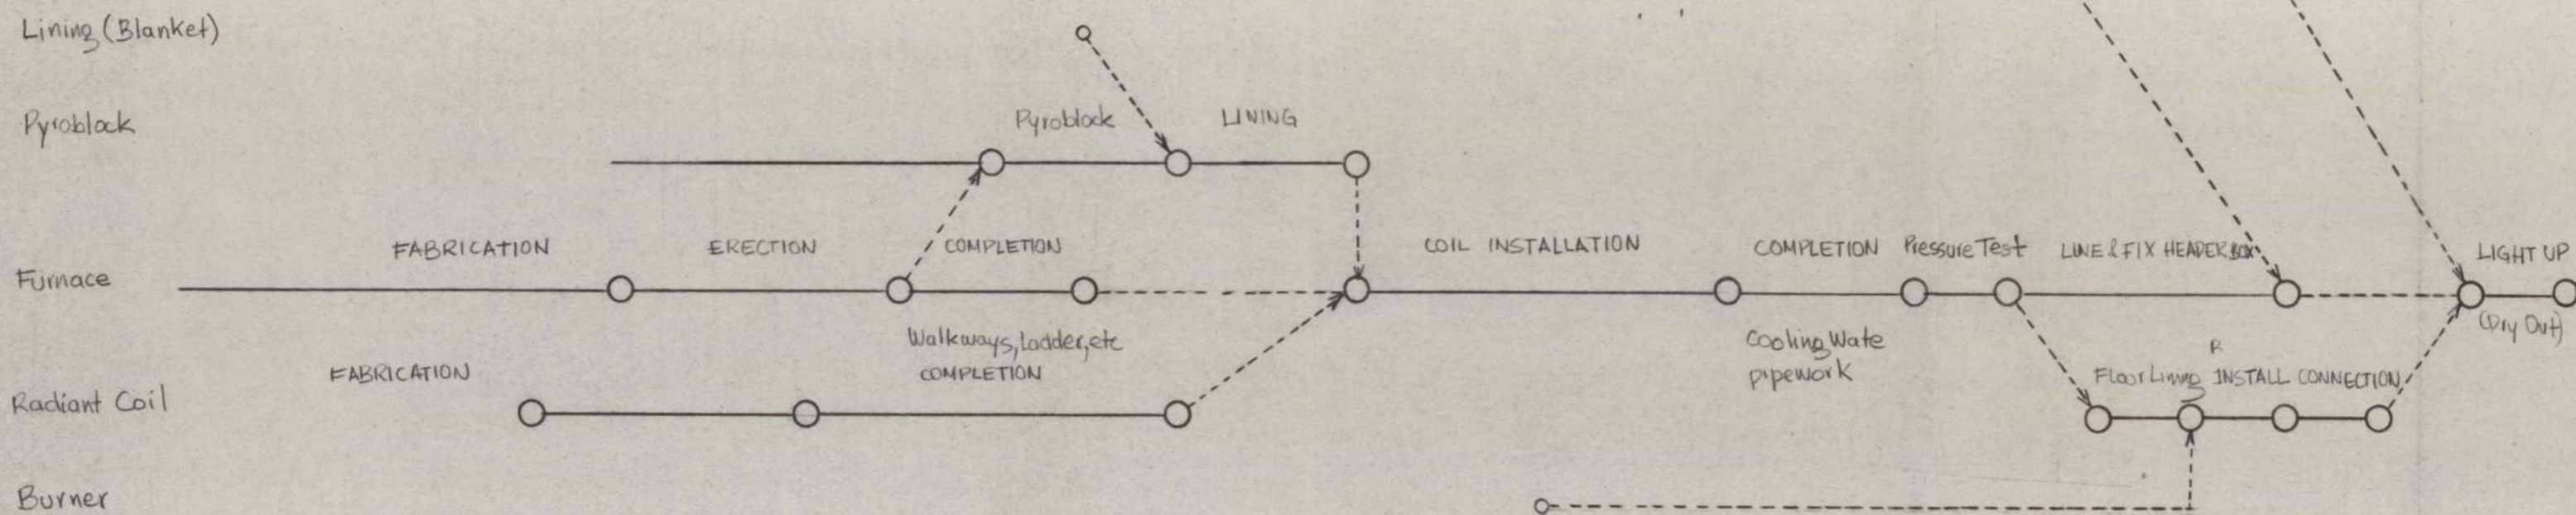 Lining (Blanket)
Pyroblock
Pyroblock
LINING
FABRICATION
ERECTION
COMPLETION
COIL INSTALLATION
COMPLETION
Pressure Test
LINE & FIX HEADER BOX
LIGHT UP
Furnace
(Dry Out)
Walkways, Ladder, etc
Cooling Wate
pipework
R
FABRICATION
COMPLETION
Floor Lining
INSTALL CONNECTION
Radiant Coil
Burner